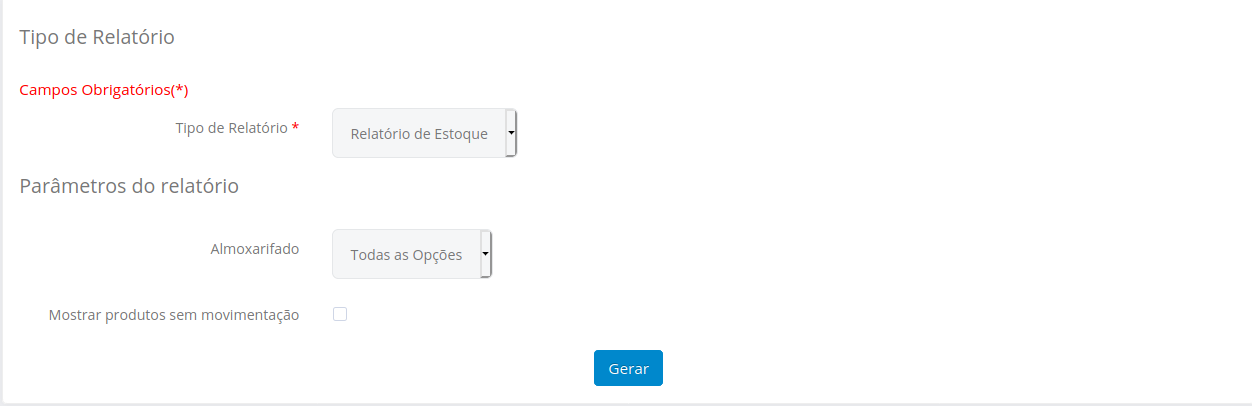 Tipo de Relatório
Campos Obrigatórios(*)
Tipo de Relatório *
Relatório de Estoque
Parâmetros do relatório
Almoxarifado
Todas as Opções
Mostrar produtos sem movimentação
Gerar